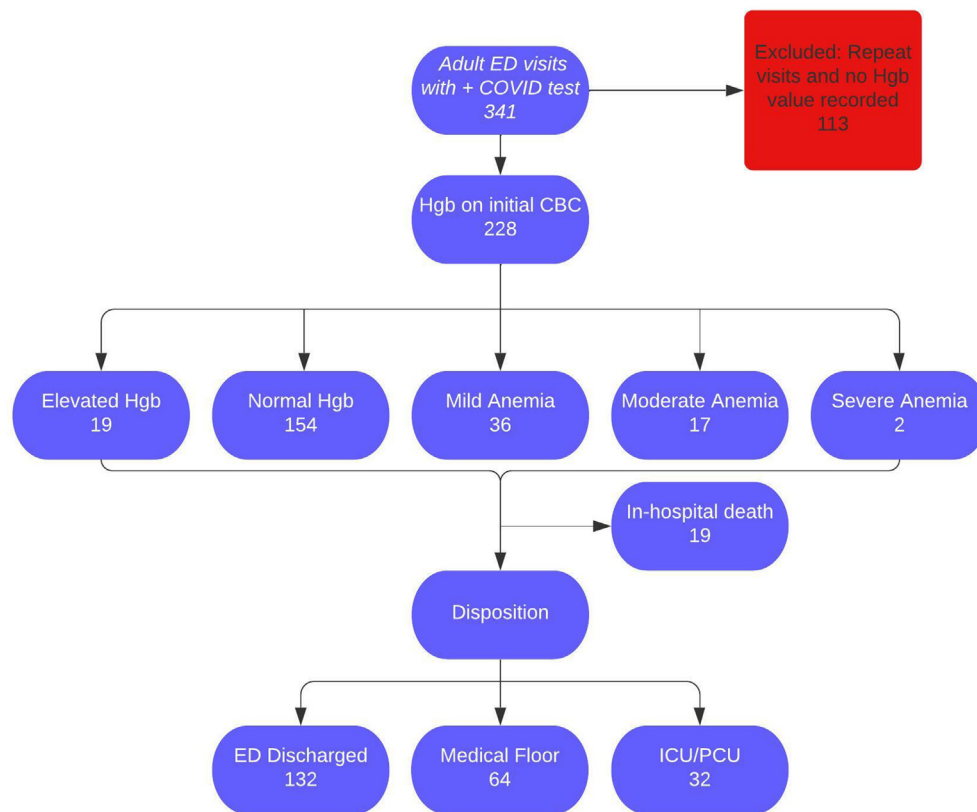 Adult ED visits
with + COVID test
341
Excluded: Repeat
visits and no Hgb
value recorded
113
Hgb on initial CBC
228
Elevated Hgb
19
Normal Hgb
154
Mild Anemia
36
Moderate Anemia
17
Severe Anemia
2
In-hospital death
19
Disposition
ED Discharged
132
Medical Floor
64
ICU/PCU
32